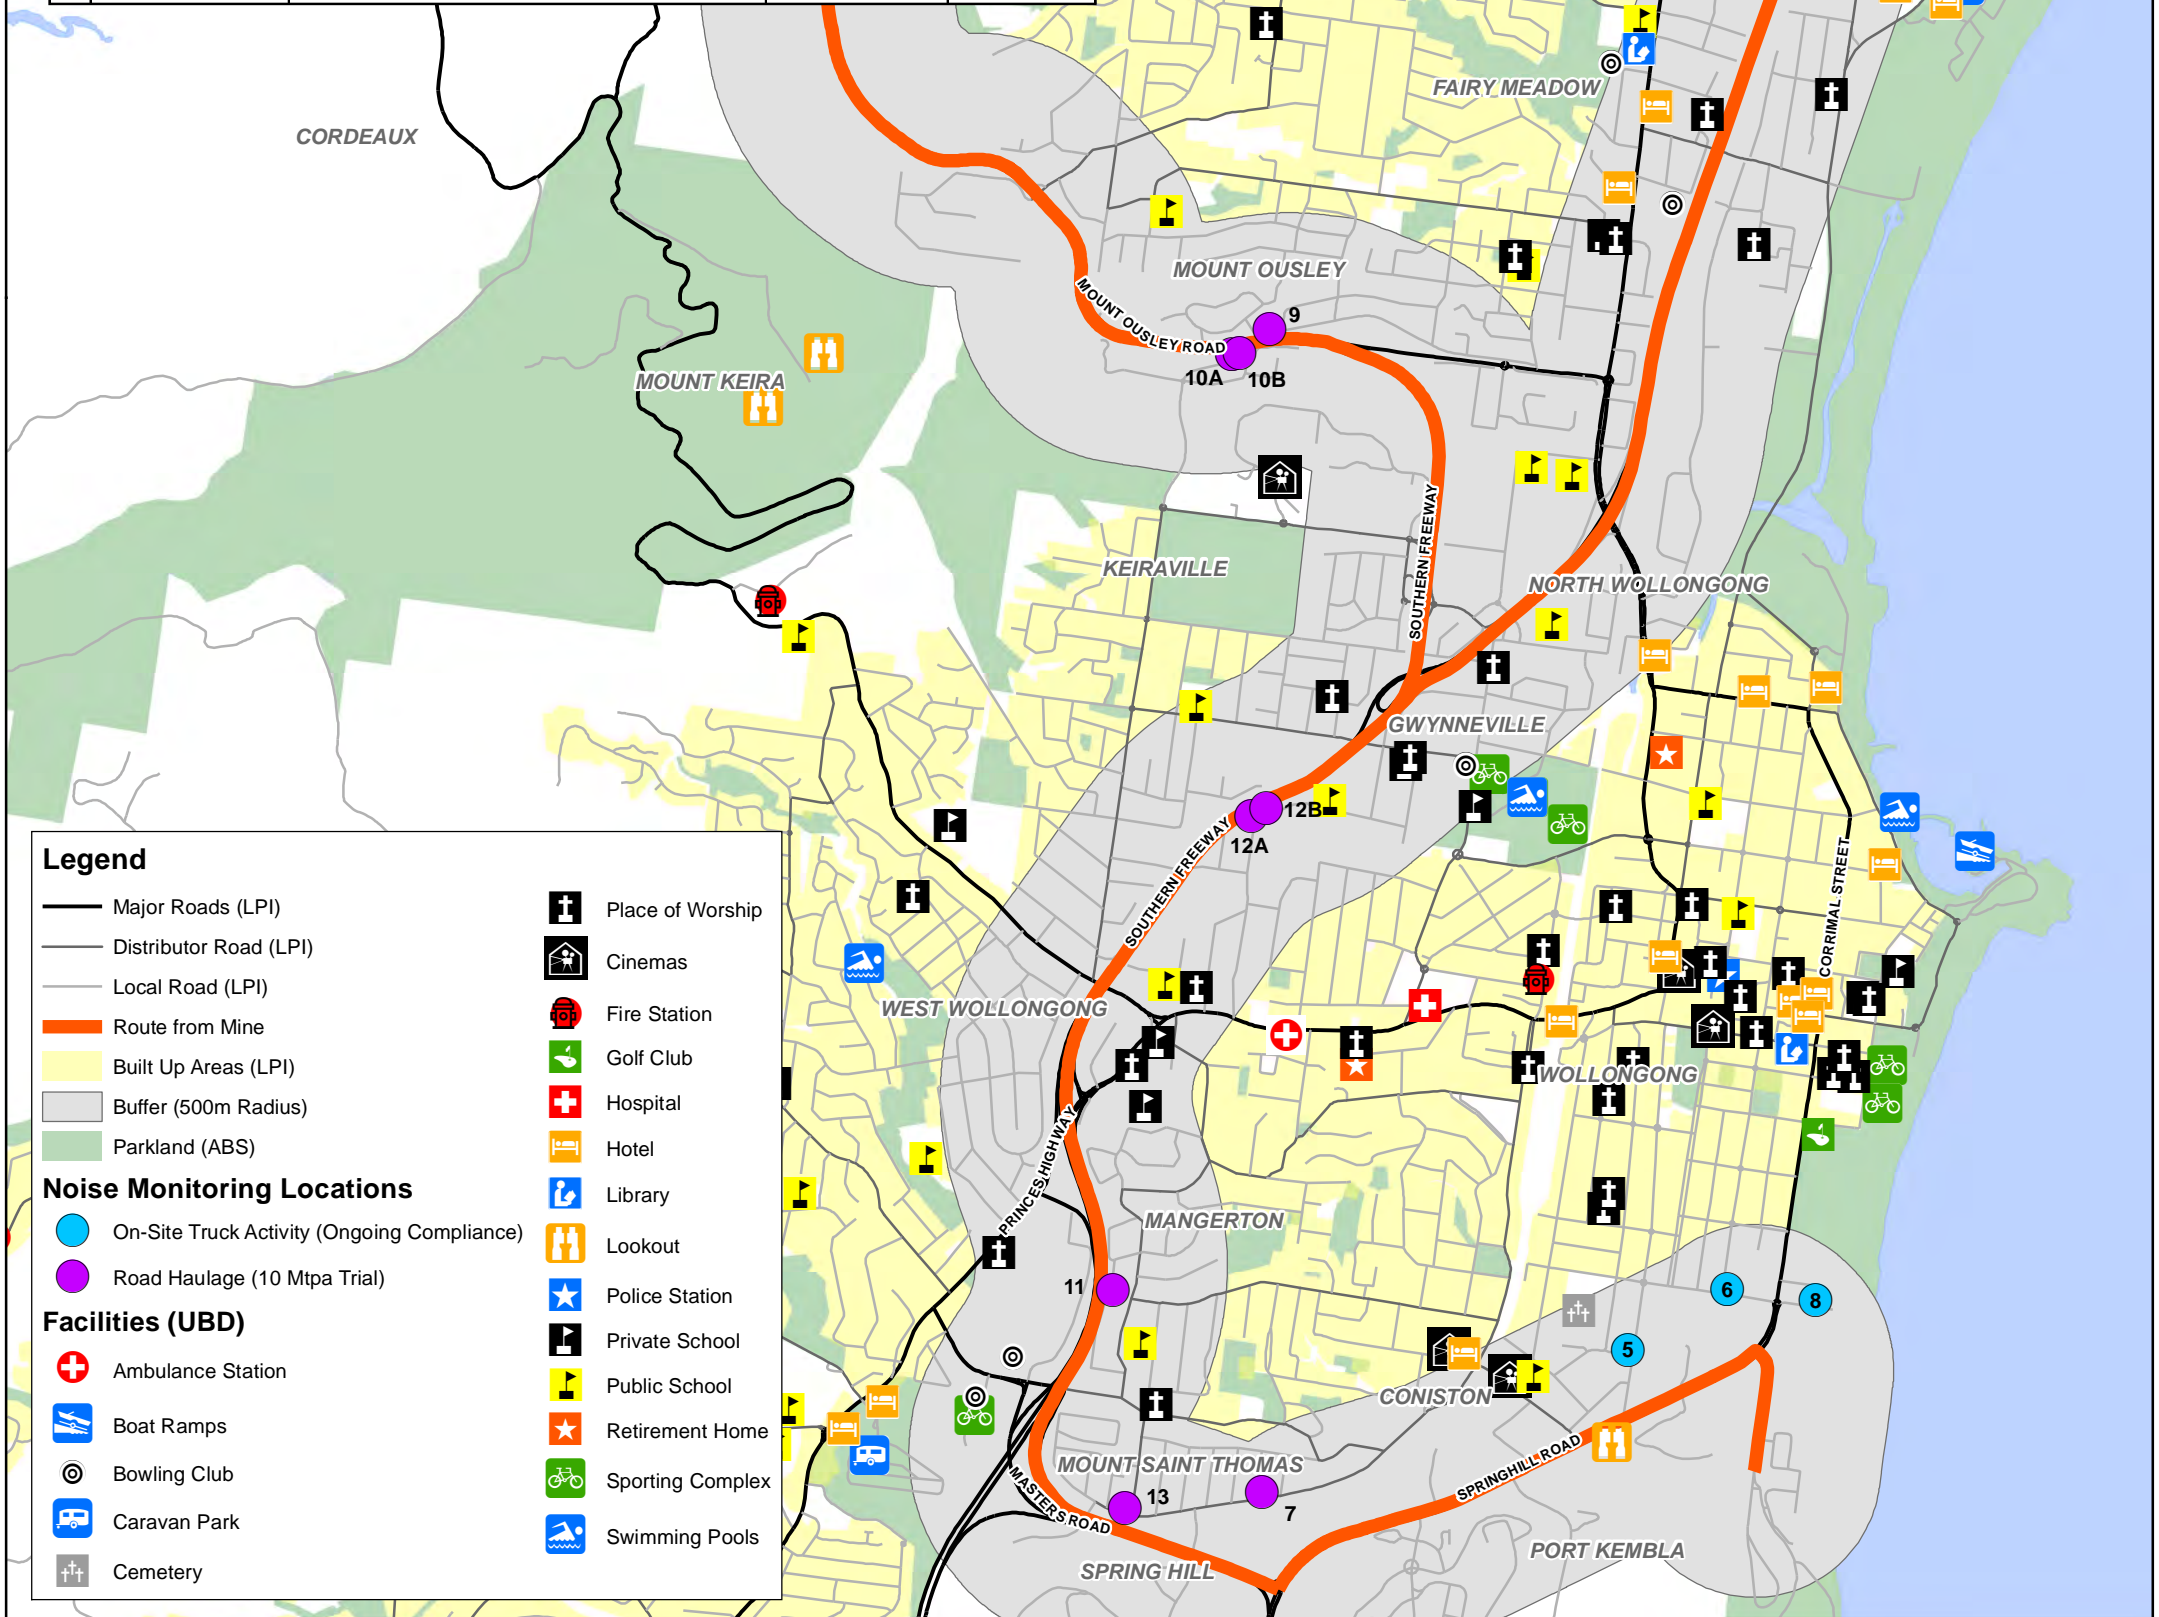 FAIRY MEADOW
CORDEAUX
MOUNT OUSLEY
MOUNT OUSLEY ROAD
9
10A
10B
MOUNT KEIRA
SOUTHERN FREEWAY
KEIRAVILLE
NORTH WOLLONGONG
GWYNNEVILLE
12B
12A
SOUTHERN FREEWAY
CORRIMAL STREET
WEST WOLLONGONG
WOLLONGONG
PRINCES HIGHWAY
MANGERTON
11
6
8
5
CONISTON
MOUNT SAINT THOMAS
SPRINGHILL ROAD
MASTERS ROAD
13
7
SPRING HILL
PORT KEMBLA
Legend
Major Roads (LPI)
Distributor Road (LPI)
Local Road (LPI)
Route from Mine
Built Up Areas (LPI)
Buffer (500m Radius)
Parkland (ABS)
Noise Monitoring Locations
On-Site Truck Activity (Ongoing Compliance)
Road Haulage (10 Mtpa Trial)
Facilities (UBD)
Ambulance Station
Boat Ramps
Bowling Club
Caravan Park
Cemetery
Place of Worship
Cinemas
Fire Station
Golf Club
Hospital
Hotel
Library
Lookout
Police Station
Private School
Public School
Retirement Home
Sporting Complex
Swimming Pools